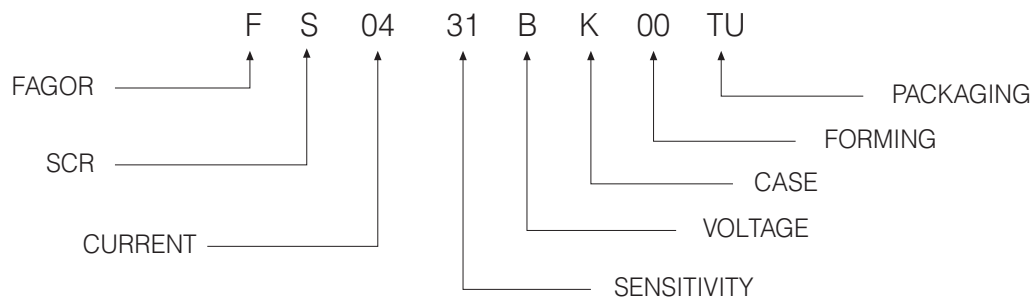 F S 04 31 B K 00 TU
FAGOR
PACKAGING
FORMING
SCR
CASE
VOLTAGE
CURRENT
SENSITIVITY